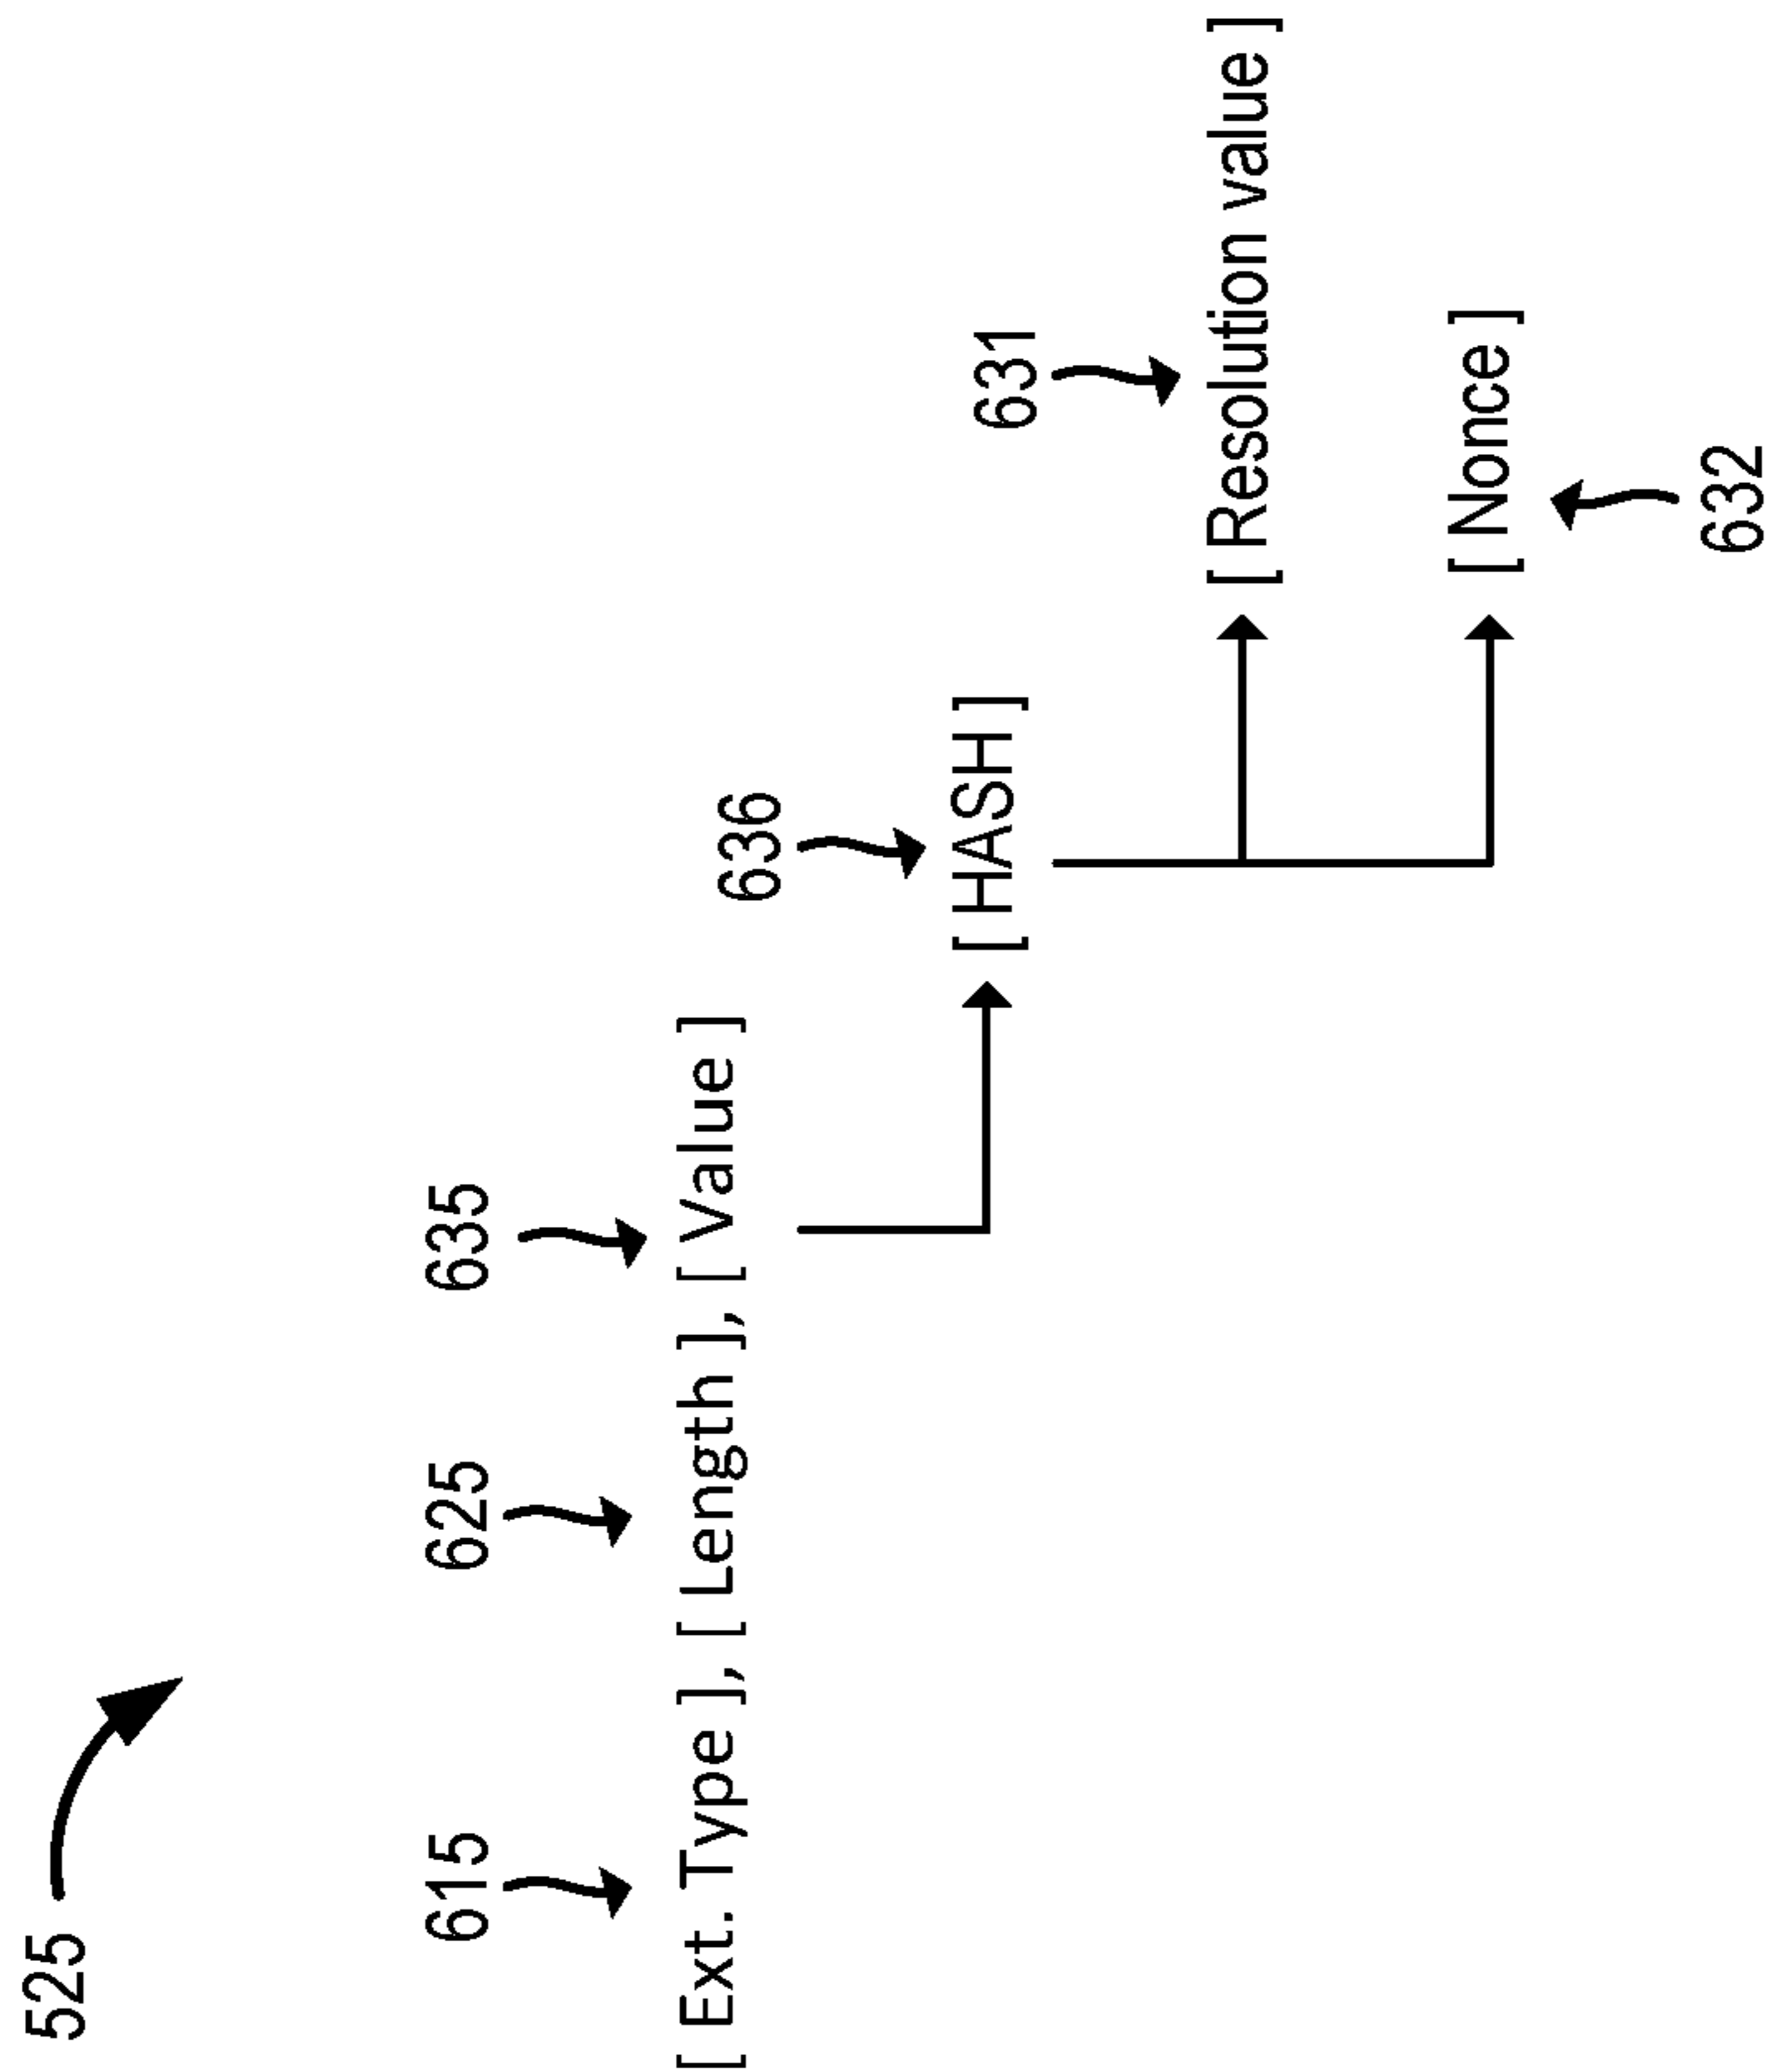 525
615 625 635
[ Ext. Type ], [ Length ], [ Value ]
636
[ HASH ]
631
[ Resolution value ]
[ Nonce ]
632